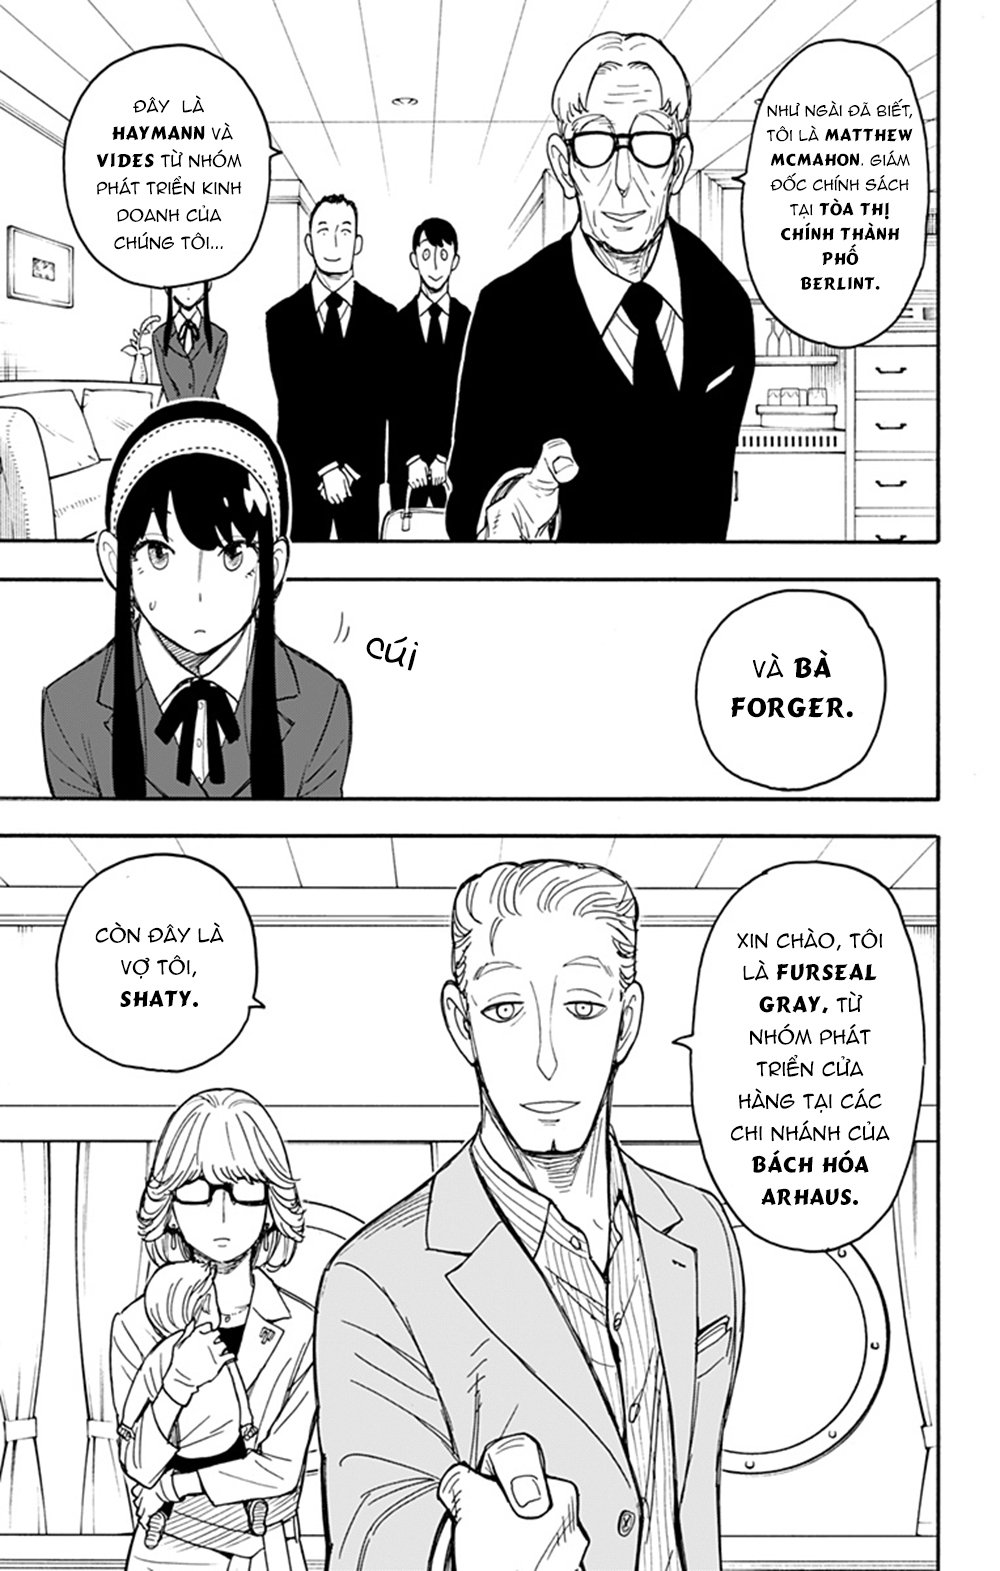 NHƯ NGÀI ĐÃ BIẾT,
TÔI LÀ MATTHEW
MCMAHON. GIÁM
ĐỐC CHÍNH SÁCH
TẠI TÒA THỊ
CHÍNH THÀNH
PHỐ
BERLINT.
ĐÂY LÀ
HAYMANN VÀ
VIDES TỪ NHÓM
PHÁT TRIỂN KINH
DOANH CỦA
CHÚNG TÔI...
VÀ BÀ
FORGER.
CÚI
XIN CHÀO, TÔI
LÀ FURSEAL
GRAY, TỪ
NHÓM PHÁT
TRIỂN CỬA
HÀNG TẠI CÁC
CHI NHÁNH CỦA
BÁCH HÓA
ARHAUS.
CÒN ĐÂY LÀ
VỢ TÔI,
SHATY.